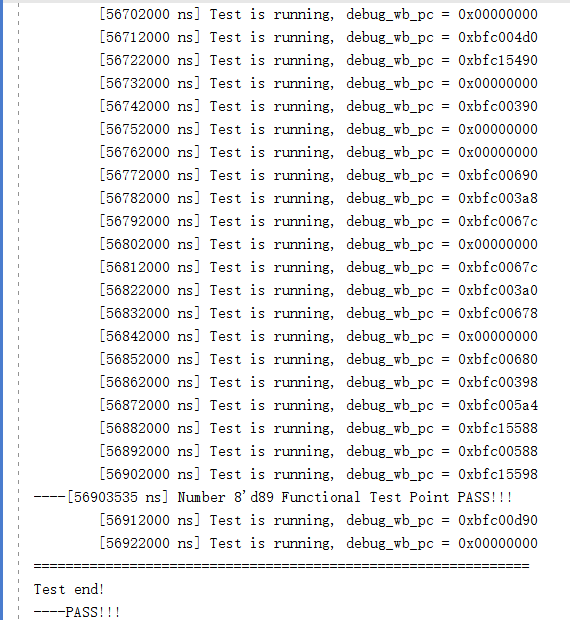 [56702000 ns] Test is running, debug_wb_pc = 0x00000000
[56712000 ns] Test is running, debug_wb_pc = 0xbfc004d0
[56722000 ns] Test is running, debug_wb_pc = 0xbfc15490
[56732000 ns] Test is running, debug_wb_pc = 0x00000000
[56742000 ns] Test is running, debug_wb_pc = 0xbfc00390
[56752000 ns] Test is running, debug_wb_pc = 0x00000000
[56762000 ns] Test is running, debug_wb_pc = 0x00000000
[56772000 ns] Test is running, debug_wb_pc = 0xbfc00690
[56782000 ns] Test is running, debug_wb_pc = 0xbfc003a8
[56792000 ns] Test is running, debug_wb_pc = 0xbfc0067c
[56802000 ns] Test is running, debug_wb_pc = 0x00000000
[56812000 ns] Test is running, debug_wb_pc = 0xbfc0067c
[56822000 ns] Test is running, debug_wb_pc = 0xbfc003a0
[56832000 ns] Test is running, debug_wb_pc = 0xbfc00678
[56842000 ns] Test is running, debug_wb_pc = 0x00000000
[56852000 ns] Test is running, debug_wb_pc = 0xbfc00680
[56862000 ns] Test is running, debug_wb_pc = 0xbfc00398
[56872000 ns] Test is running, debug_wb_pc = 0xbfc005a4
[56882000 ns] Test is running, debug_wb_pc = 0xbfc15588
[56892000 ns] Test is running, debug_wb_pc = 0xbfc00588
[56902000 ns] Test is running, debug_wb_pc = 0xbfc15598
----[56903535 ns] Number 8'd89 Functional Test Point PASS!!!
[56912000 ns] Test is running, debug_wb_pc = 0xbfc00d90
[56922000 ns] Test is running, debug_wb_pc = 0x00000000
==============================================================
Test end!
----PASS!!!